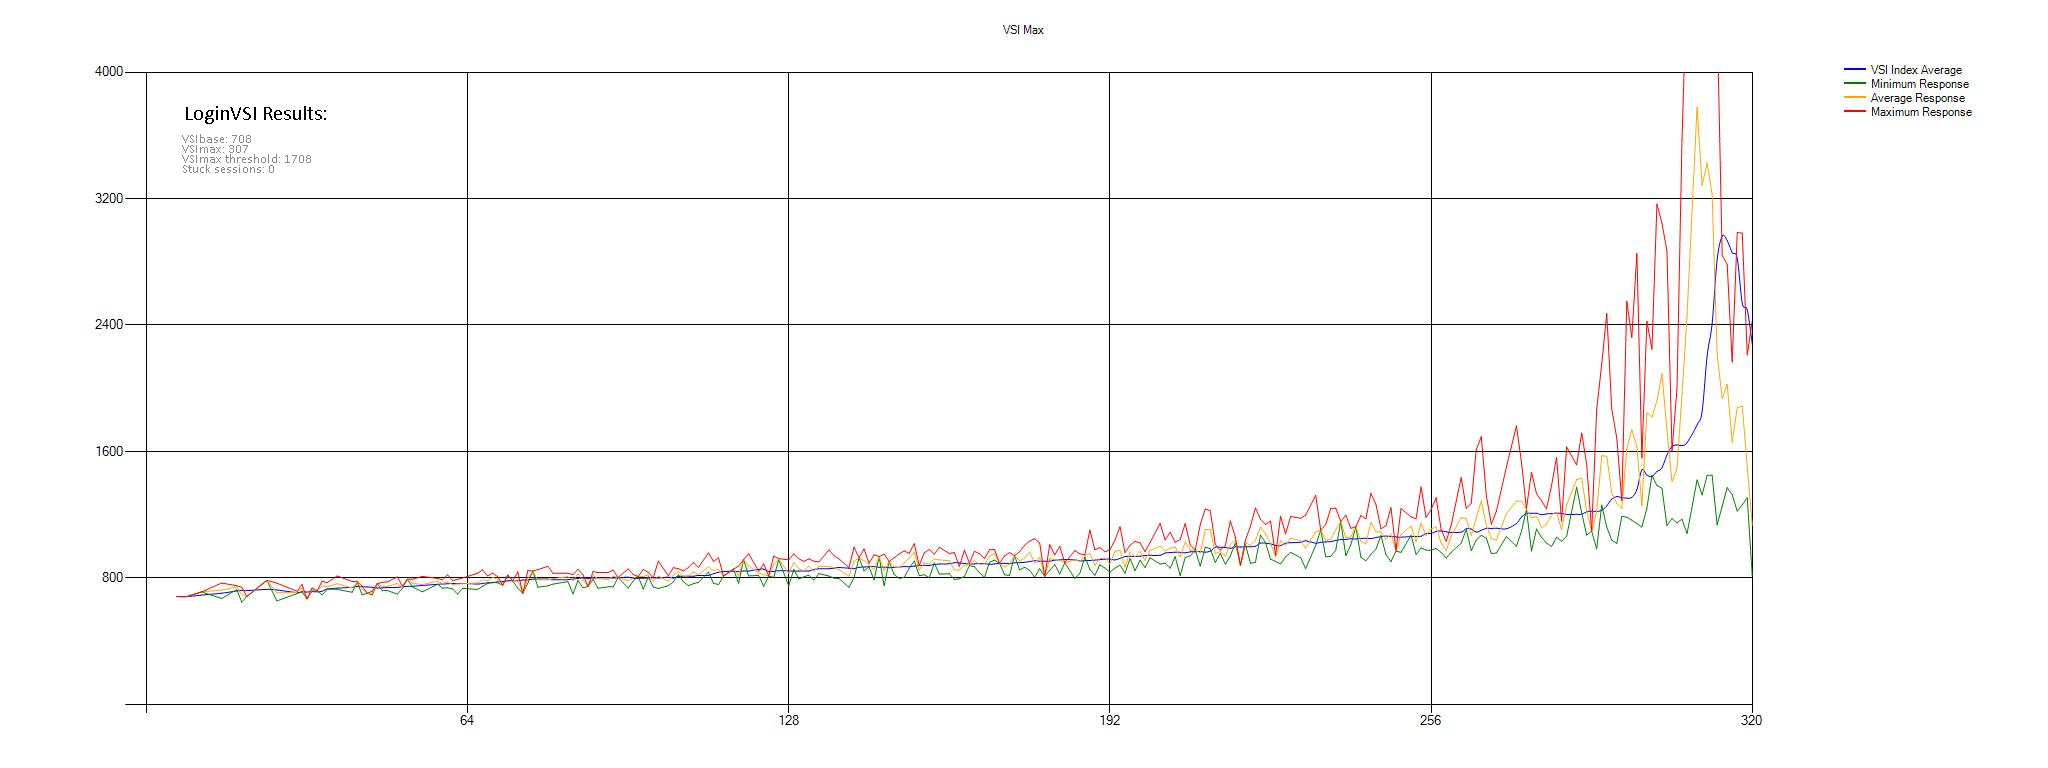 VSI Max
4000
3200
2400
1600
800
LoginVSI Results:
VSIbase: 708
VSImax: 307
VSImax threshold: 1708
Stuck sessions: 0
64
128
192
256
320
VSI Index Average
Minimum Response
Average Response
Maximum Response